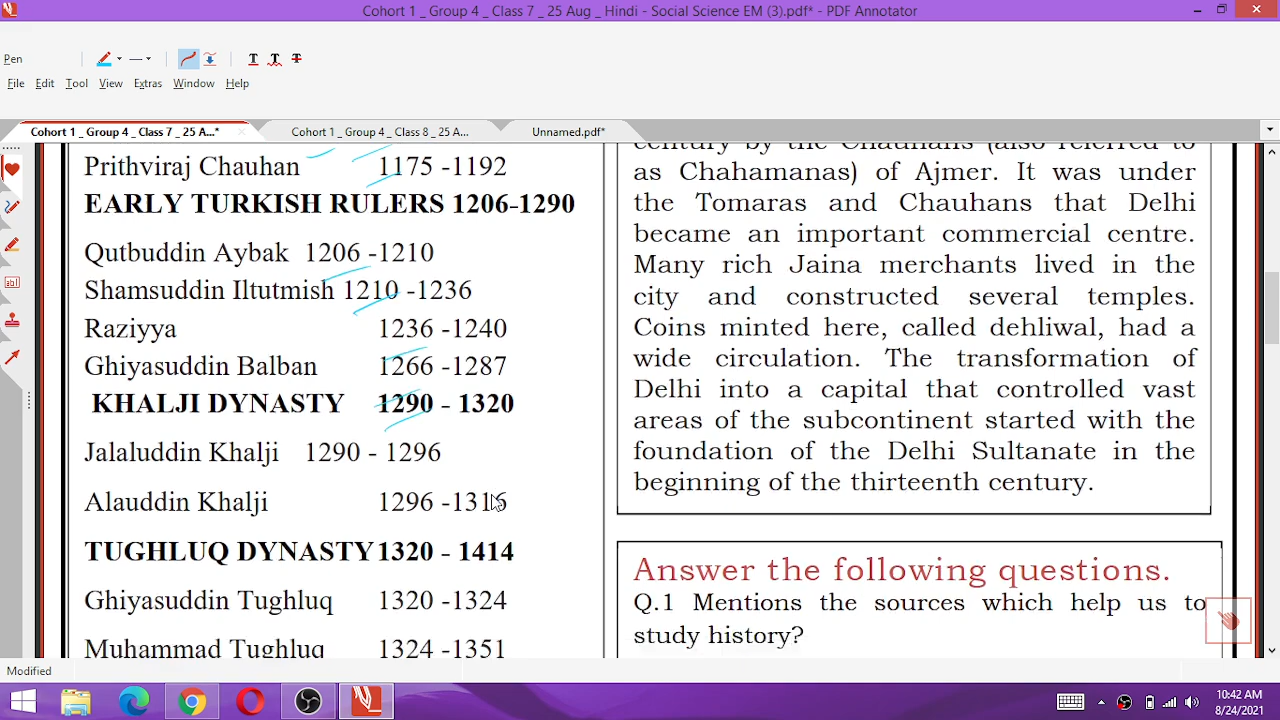 Cohort 1 _ Group 4 _ Class 7 _ 25 Aug _ Hindi - Social Science EM (3).pdf* - PDF Annotator
Pen
File Edit Tool View Extras Window Help
Cohort 1 _ Group 4 _ Class 7 _ 25 A...*
Cohort 1 _ Group 4 _ Class 8 _ 25 A...
Unnamed.pdf*
Prithviraj Chauhan 1175 -1192
EARLY TURKISH RULERS 1206-1290
Qutbuddin Aybak 1206 -1210
Shamsuddin Iltutmish 1210 -1236
Raziyya 1236 -1240
Ghiyasuddin Balban 1266 -1287
KHALJI DYNASTY 1290 - 1320
Jalaluddin Khalji 1290 - 1296
Alauddin Khalji 1296 -1316
TUGHLUQ DYNASTY 1320 - 1414
Ghiyasuddin Tughluq 1320 -1324
Muhammad Tughluq 1324 -1351
century by the Chauhans (also referred to
as Chahamanas) of Ajmer. It was under
the Tomaras and Chauhans that Delhi
became an important commercial centre.
Many rich Jaina merchants lived in the
city and constructed several temples.
Coins minted here, called dehliwal, had a
wide circulation. The transformation of
Delhi into a capital that controlled vast
areas of the subcontinent started with the
foundation of the Delhi Sultanate in the
beginning of the thirteenth century.
Answer the following questions.
Q.1 Mentions the sources which help us to
study history?
Modified
10:42 AM
8/24/2021